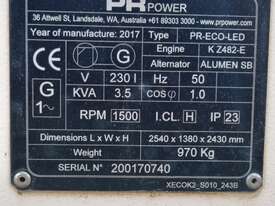 PR POWER
36 Attwell St, Landsdale, WA, Australia +61 89303 3000 - www.prpower.com
Year of manufacture: 2017 Type PR-ECO-LED
Engine K Z482-E
Alternator ALUMEN SB
CE G V 230 I Hz 50
G 1~ KVA 3.5 cos φ 1.0
RPM 1500 I.CL. H IP 23
Dimensions L x W x H 2540 x 1380 x 2430 mm
Weight 970 Kg
SERIAL N° 200170740
XECOK2_S010_243B